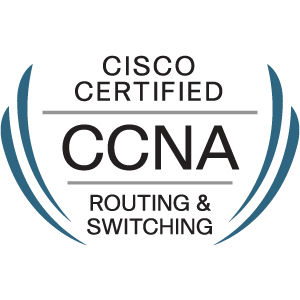 CISCO
CERTIFIED
CCNA
ROUTING &
SWITCHING